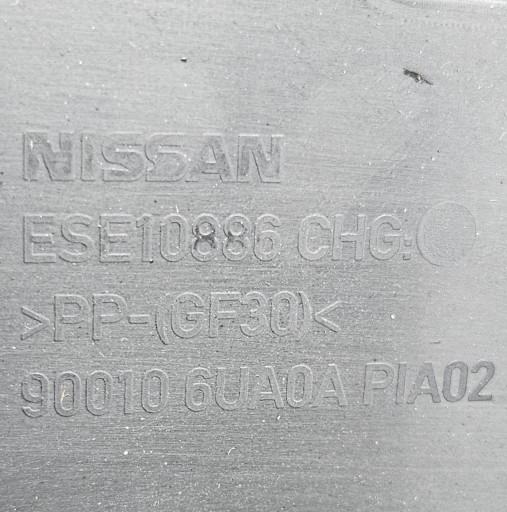 NISSAN
ESE10886 CHG:
>PP-(GF30)<
90010 6UA0A PIA02